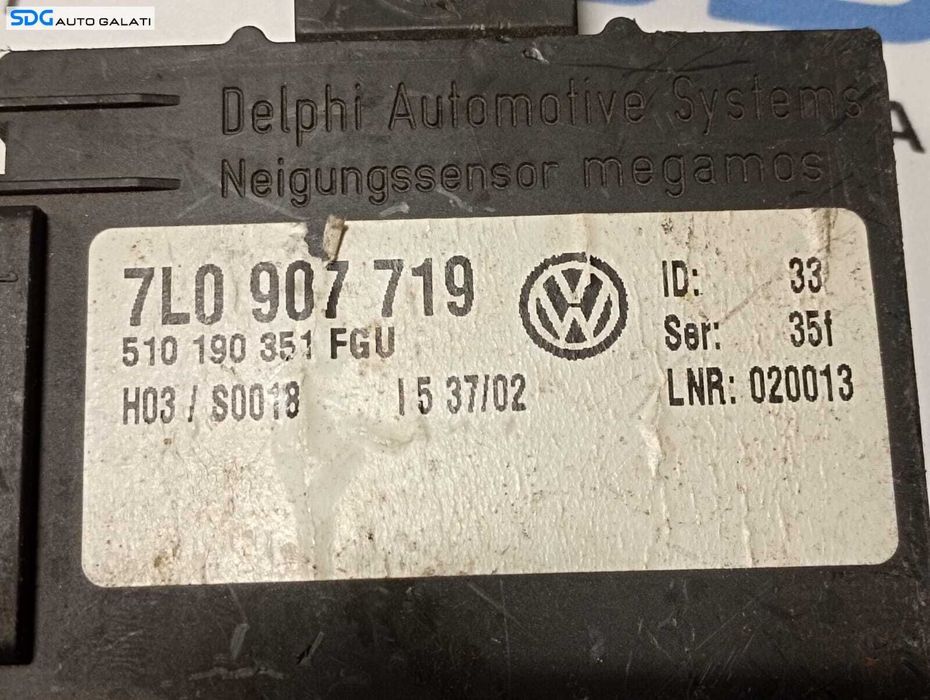 SDG AUTO GALATI
Delphi Automotive Systems
Neigungssensor megamos
7L0 907 719
510 190 351 FGU
H03 / S0018 I 5 37/02
ID: 33
Ser: 35f
LNR: 020013
A